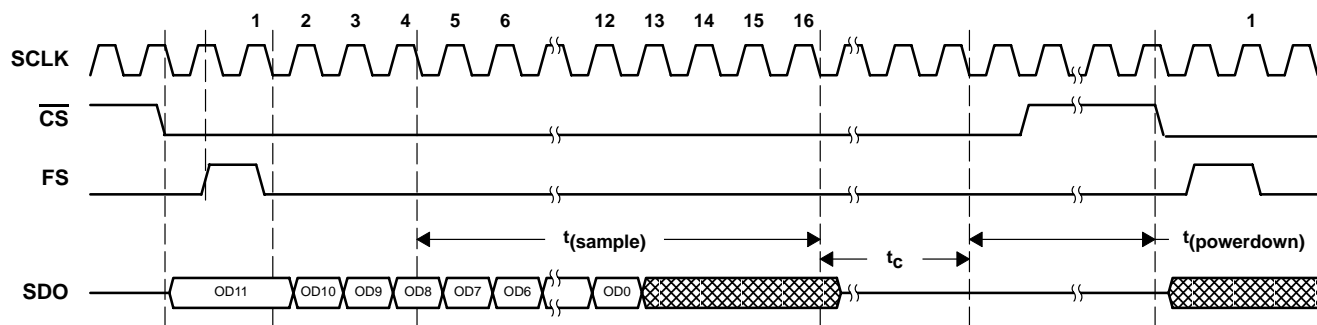 1 2 3 4 5 6 12 13 14 15 16 1
SCLK
CS
FS
t(sample) t(powerdown)
tc
SDO OD11 OD10 OD9 OD8 OD7 OD6 OD0